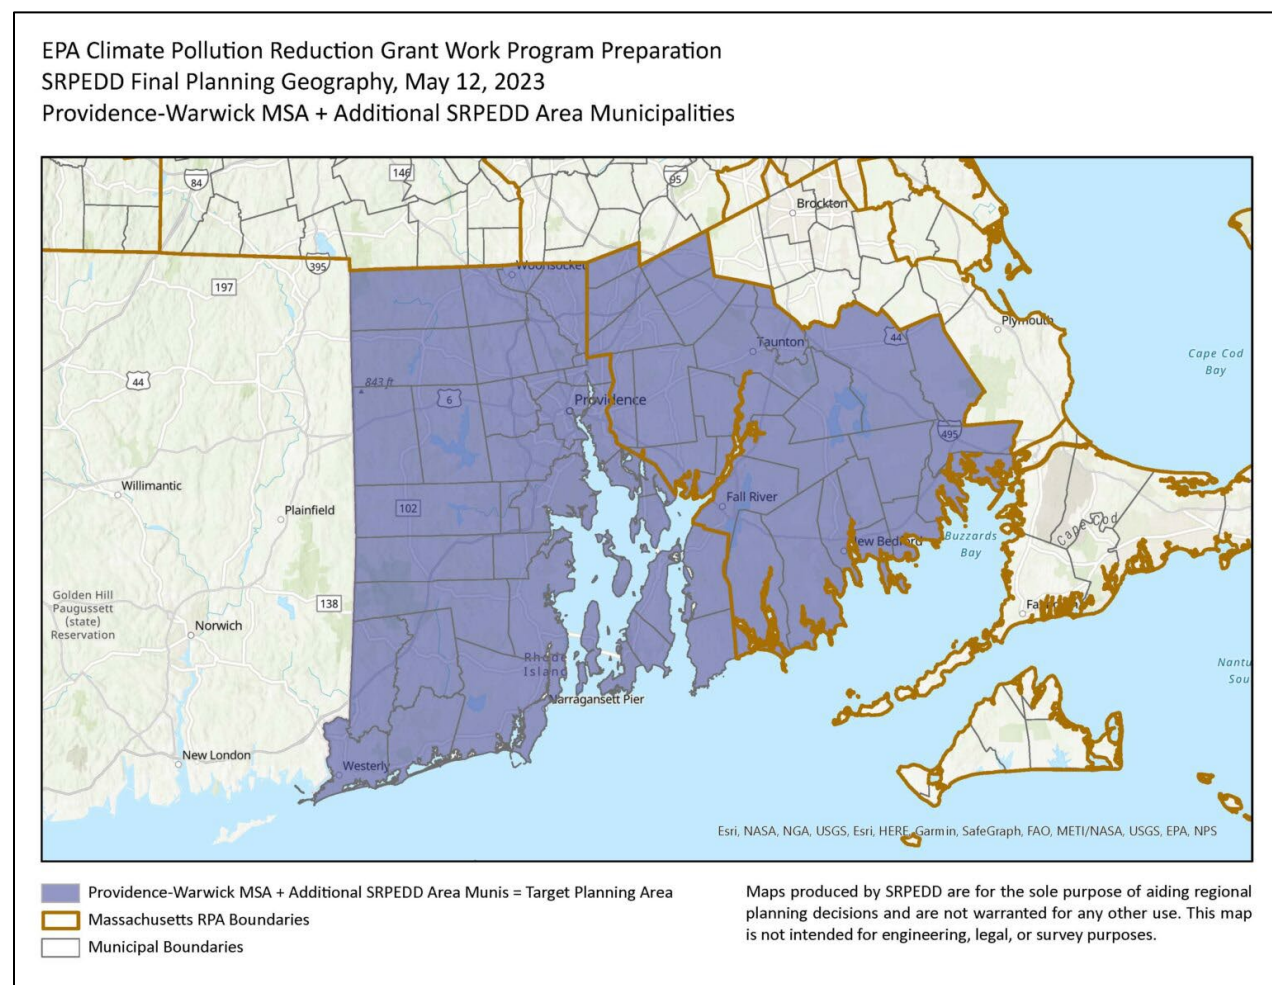 EPA Climate Pollution Reduction Grant Work Program Preparation
SRPEDD Final Planning Geography, May 12, 2023
Providence-Warwick MSA + Additional SRPEDD Area Municipalities
84
146
95
Brockton
395
Woonsocket
197
Plymouth
44
Taunton
44
Cape Cod
Bay
843 ft
6
Providence
495
Willimantic
Fall River
Plainfield
102
Cape Cod
New Bedford
Buzzards
Bay
Golden Hill
Paugussett
(state)
Reservation
138
Norwich
Rhode
Island
Narragansett Pier
New London
Westerly
Esri, NASA, NGA, USGS, Esri, HERE, Garmin, SafeGraph, FAO, METI/NASA, USGS, EPA, NPS
Providence-Warwick MSA + Additional SRPEDD Area Munis = Target Planning Area
Massachusetts RPA Boundaries
Municipal Boundaries
Maps produced by SRPEDD are for the sole purpose of aiding regional
planning decisions and are not warranted for any other use. This map
is not intended for engineering, legal, or survey purposes.